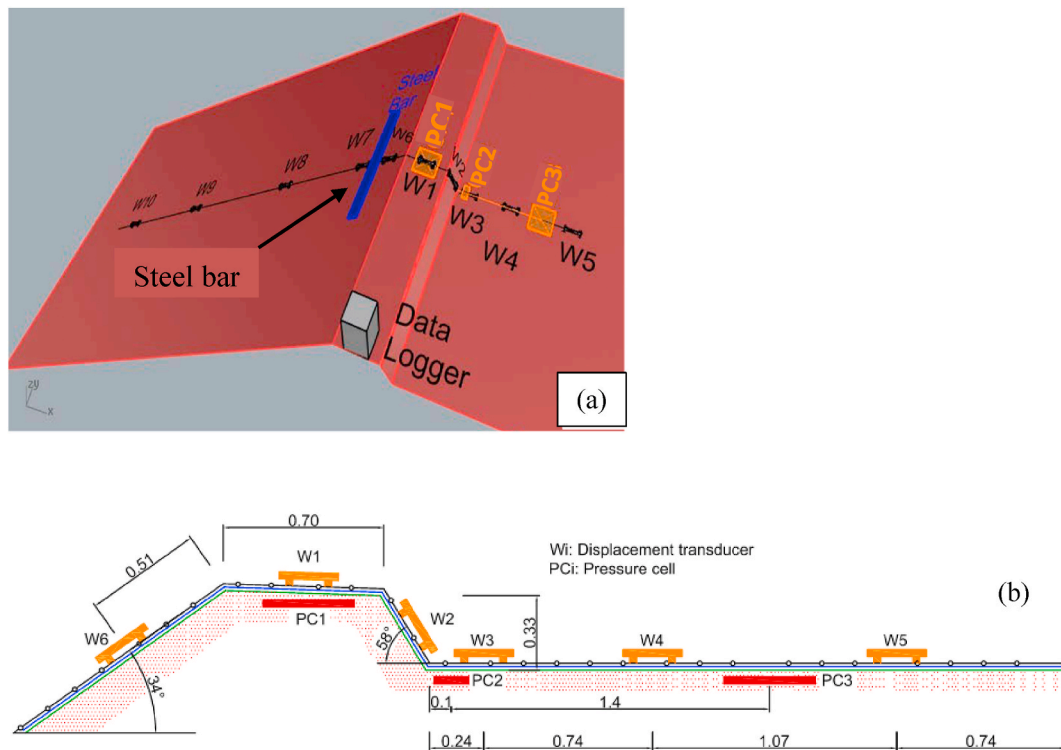 Steel
Bar
W6
PC1
W7
W8
W9
W10
W1
W2
PC2
W3
PC3
W4
W5
Steel bar
Data
Logger
zy
x
(a)
0.70
0.51
W1
Wi: Displacement transducer
PCi: Pressure cell
(b)
PC1
W2
0.33
W6
58°
W3
W4
W5
34°
PC2
PC3
0.1
1.4
0.24
0.74
1.07
0.74